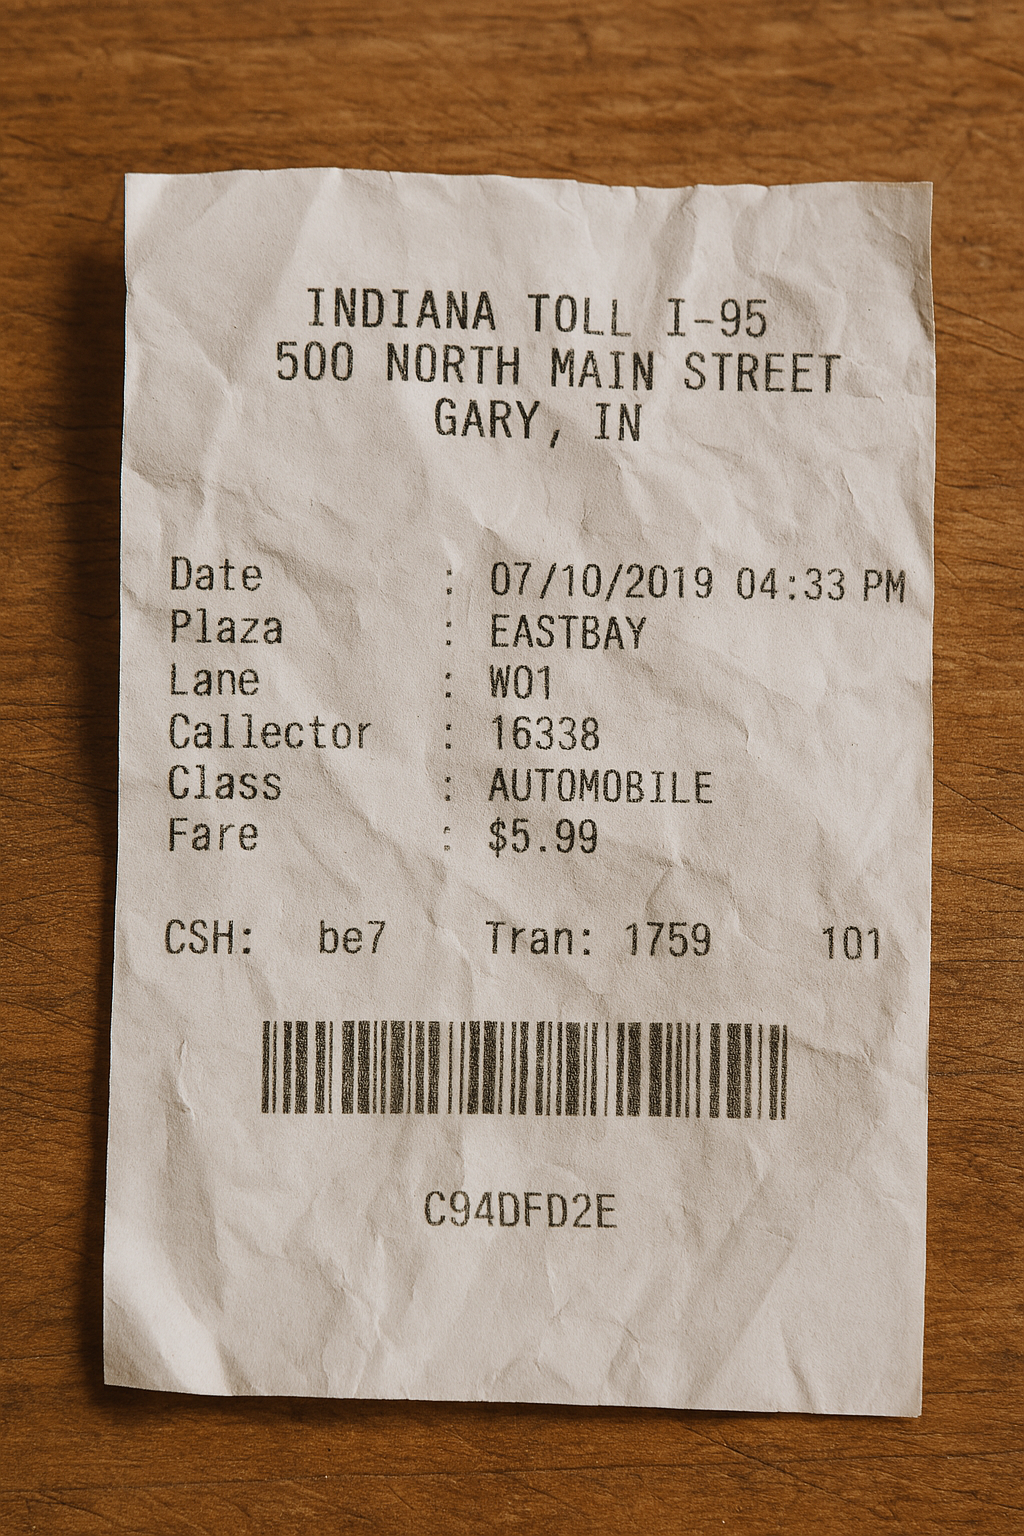 INDIANA TOLL I-95
500 NORTH MAIN STREET
GARY, IN
Date : 07/10/2019 04:33 PM
Plaza : EASTBAY
Lane : W01
Callector : 16338
Class : AUTOMOBILE
Fare : $5.99
CSH: be7 Tran: 1759 101
C94DFD2E